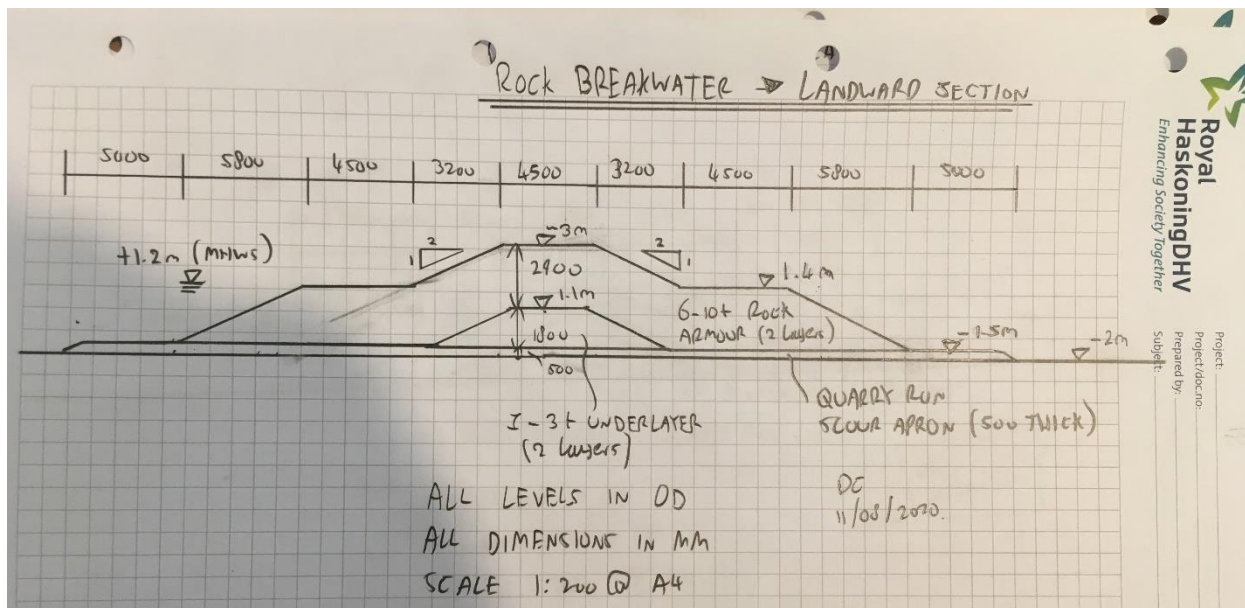 ROCK BREAKWATER → LANDWARD SECTION
5000 5800 4500 3200 4500 3200 4500 5800 5000
+1.2m (MHWS)
1 2
~3m
2 1
2900
1.4m
1.1m
6-10t ROCK
ARMOUR (2 Layers)
1800
-1.5m
-2m
500
1-3t UNDERLAYER
(2 Layers)
QUARRY RUN
SCOUR APRON (500 THICK)
ALL LEVELS IN OD
ALL DIMENSIONS IN MM
SCALE 1:200 @ A4
DC
11/08/2020.
Royal
HaskoningDHV
Enhancing Society Together
Project:
Project/doc.no:
Prepared by:
Subject: